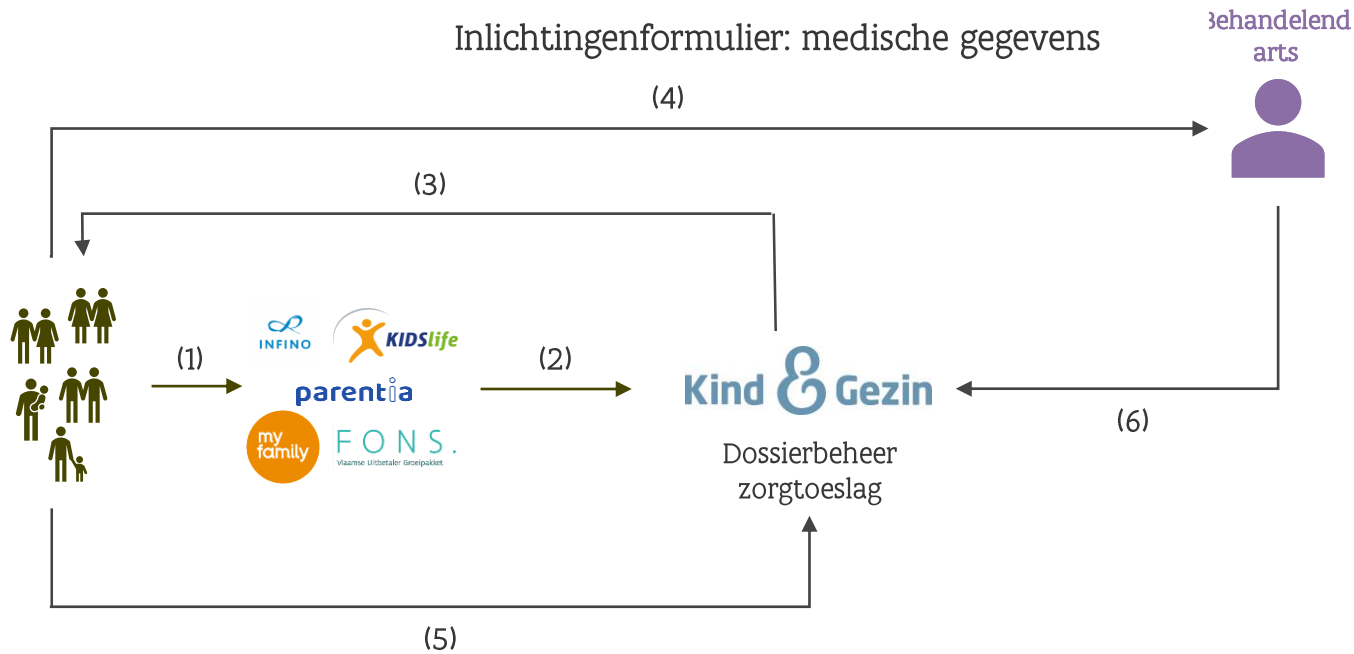 Behandelend
arts
Inlichtingenformulier: medische gegevens
(4)
(3)
(1)
INFINO
KIDSlife
parentia
my
family
FONS.
Vlaamse Uitbetaler Groeipakket
(2)
Kind & Gezin
Dossierbeheer
zorgtoeslag
(6)
(5)